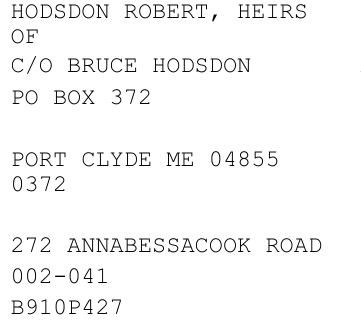 HODSDON ROBERT, HEIRS
OF
C/O BRUCE HODSDON
PO BOX 372
PORT CLYDE ME 04855
0372
272 ANNABESSACOOK ROAD
002-041
B910P427